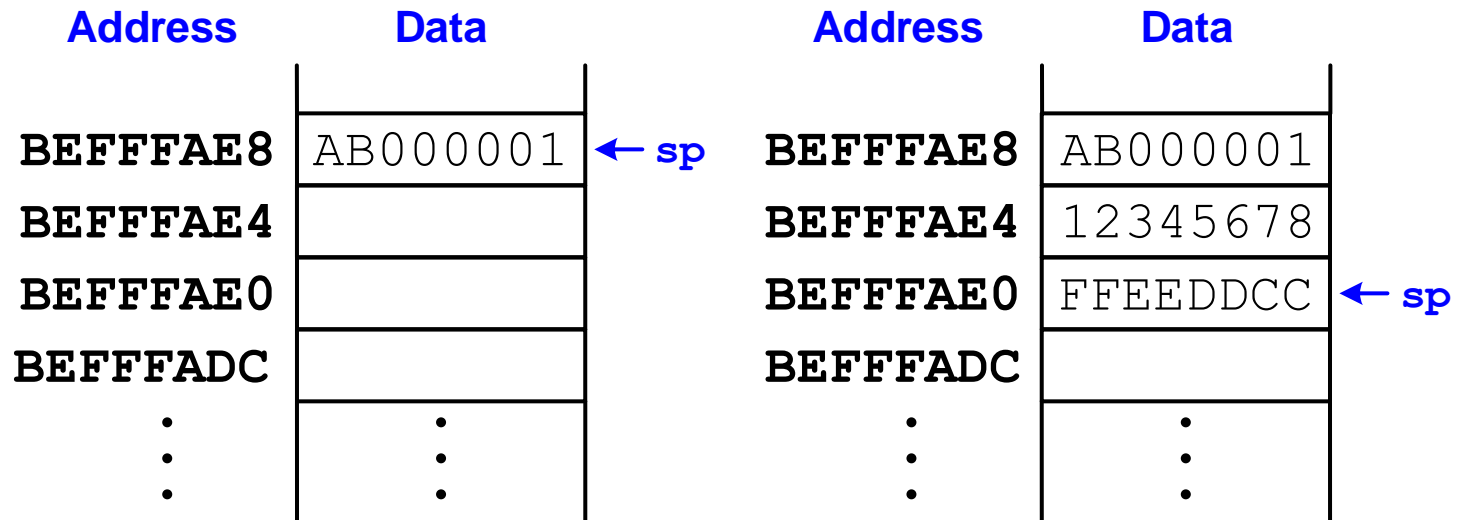 Address Data Address Data
BEFFFAE8 AB000001 sp BEFFFAE8 AB000001
BEFFFAE4 BEFFFAE4 12345678
BEFFFAE0 BEFFFAE0 FFEEDDCC sp
BEFFFADC BEFFFADC